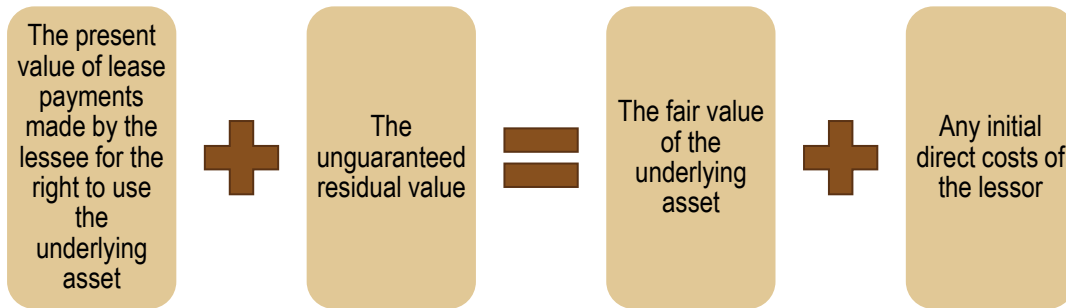 The present
value of lease
payments
made by the
lessee for the
right to use
the
underlying
asset
The
unguaranteed
residual value
The fair value
of the
underlying
asset
Any initial
direct costs of
the lessor